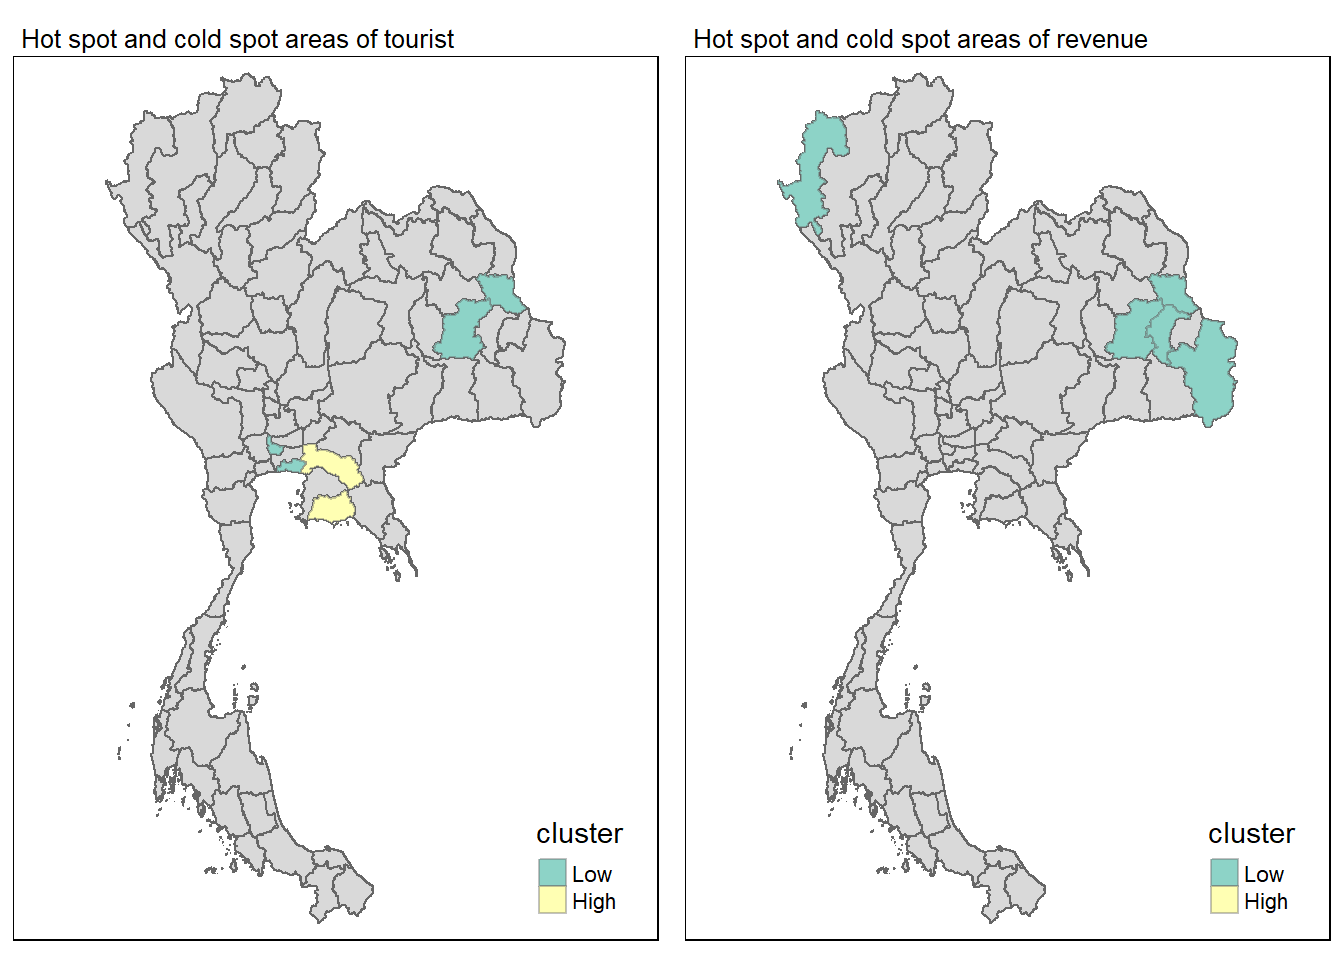 Hot spot and cold spot areas of tourist
cluster
Low
High
Hot spot and cold spot areas of revenue
cluster
Low
High